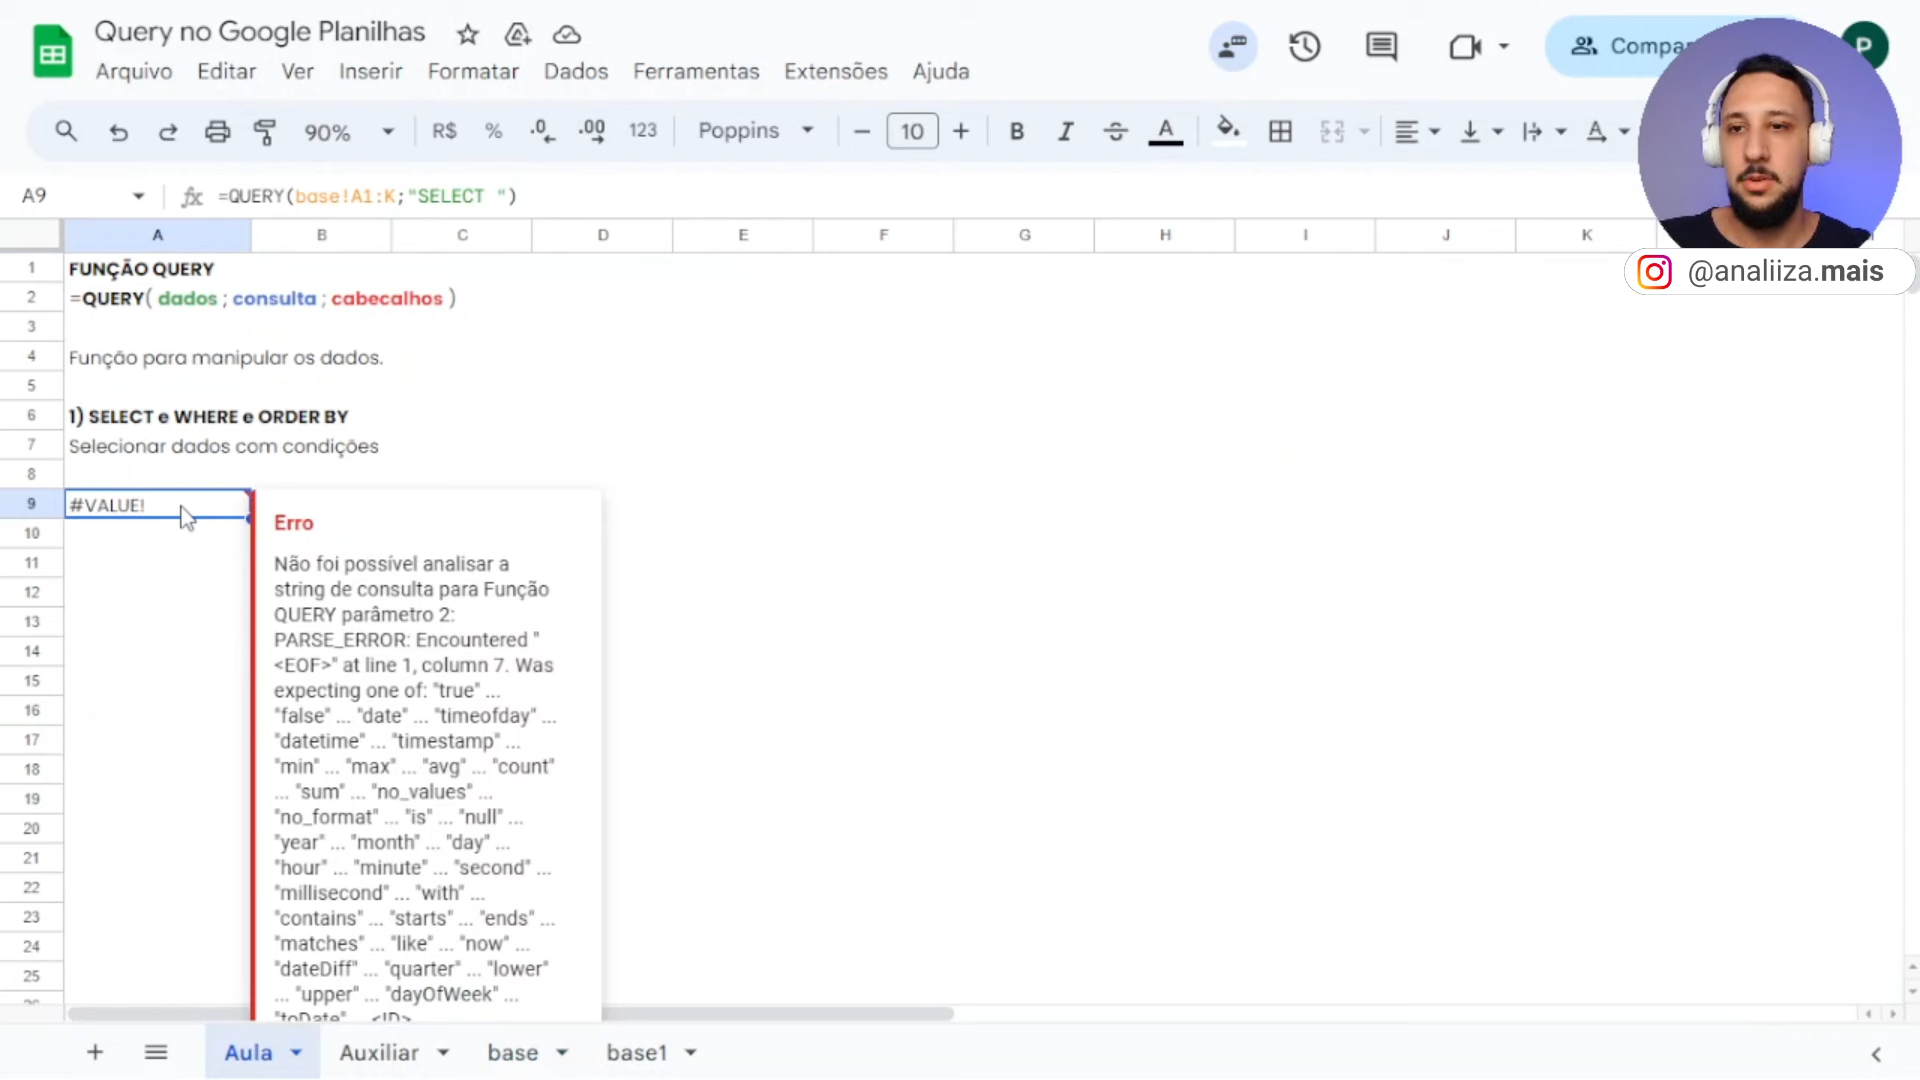 Query no Google Planilhas
Arquivo Editar Ver Inserir Formatar Dados Ferramentas Extensões Ajuda
P
90% R$ % .0 .00 123 Poppins 10 B I A
A9 fx =QUERY(base!A1:K;"SELECT ")
@analiiza.mais
A B C D E F G H I J K
1 FUNÇÃO QUERY
2 =QUERY( dados ; consulta ; cabecalhos )
3
4 Função para manipular os dados.
5
6 1) SELECT e WHERE e ORDER BY
7 Selecionar dados com condições
8
9 #VALUE!
10
11
12
13
14
15
16
17
18
19
20
21
22
23
24
25
Erro
Não foi possível analisar a
string de consulta para Função
QUERY parâmetro 2:
PARSE_ERROR: Encountered "
<EOF>" at line 1, column 7. Was
expecting one of: "true" ...
"false" ... "date" ... "timeofday" ...
"datetime" ... "timestamp" ...
"min" ... "max" ... "avg" ... "count"
... "sum" ... "no_values" ...
"no_format" ... "is" ... "null" ...
"year" ... "month" ... "day" ...
"hour" ... "minute" ... "second" ...
"millisecond" ... "with" ...
"contains" ... "starts" ... "ends" ...
"matches" ... "like" ... "now" ...
"dateDiff" ... "quarter" ... "lower"
... "upper" ... "dayOfWeek" ...
"toDate" ... <ID>
Aula Auxiliar base base1